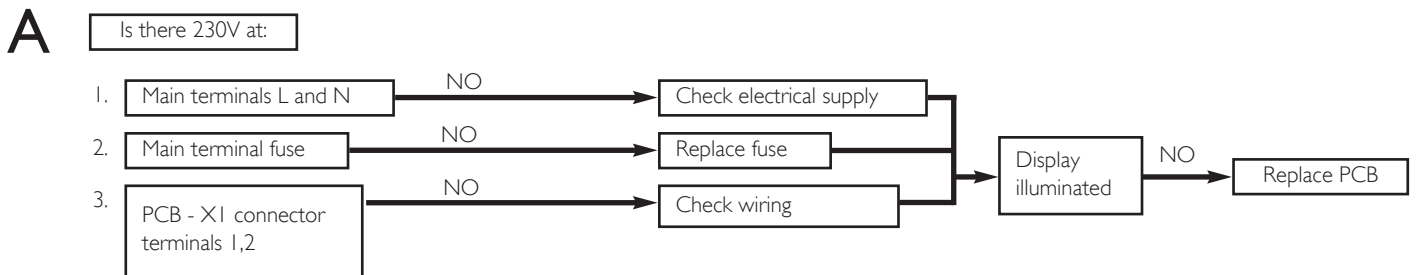 A
Is there 230V at:
1. Main terminals L and N
NO
Check electrical supply
2. Main terminal fuse
NO
Replace fuse
3. PCB - X1 connector
terminals 1,2
NO
Check wiring
Display
illuminated
NO
Replace PCB